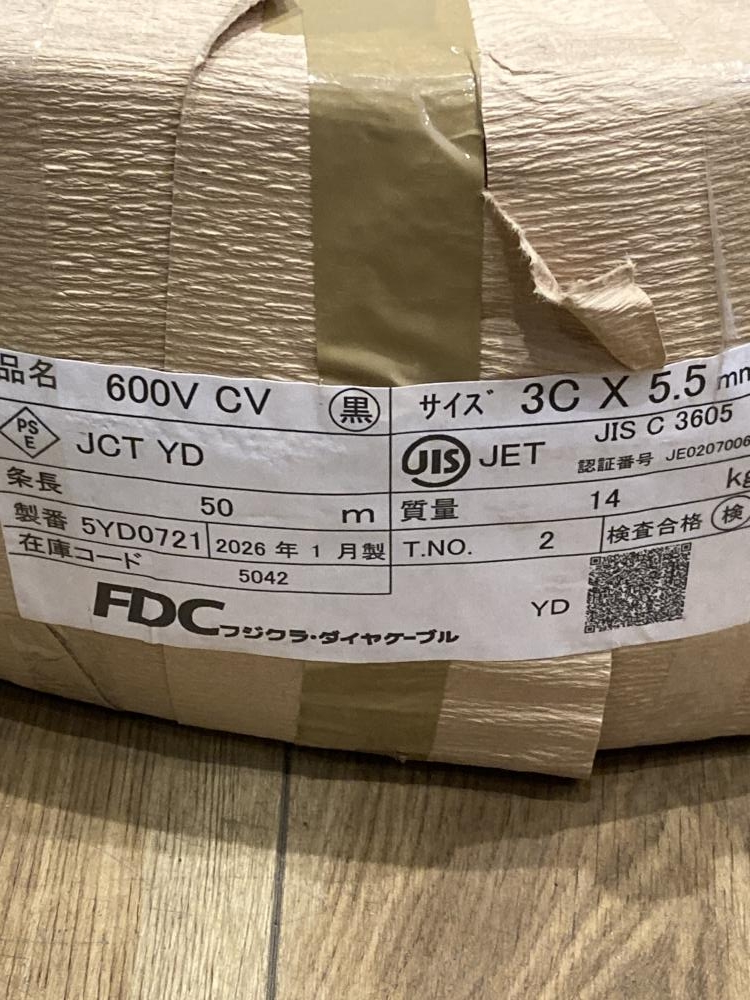 品名 600V CV 黒 サイズ 3C X 5.5 mm
PS E JCT YD JIS JET JIS C 3605
認証番号 JE0207006
条長 50 m 質量 14 kg
製番 5YD0721 2026 年 1 月製 T.NO. 2 検査合格 検
在庫コード 5042
FDC フジクラ・ダイヤケーブル YD